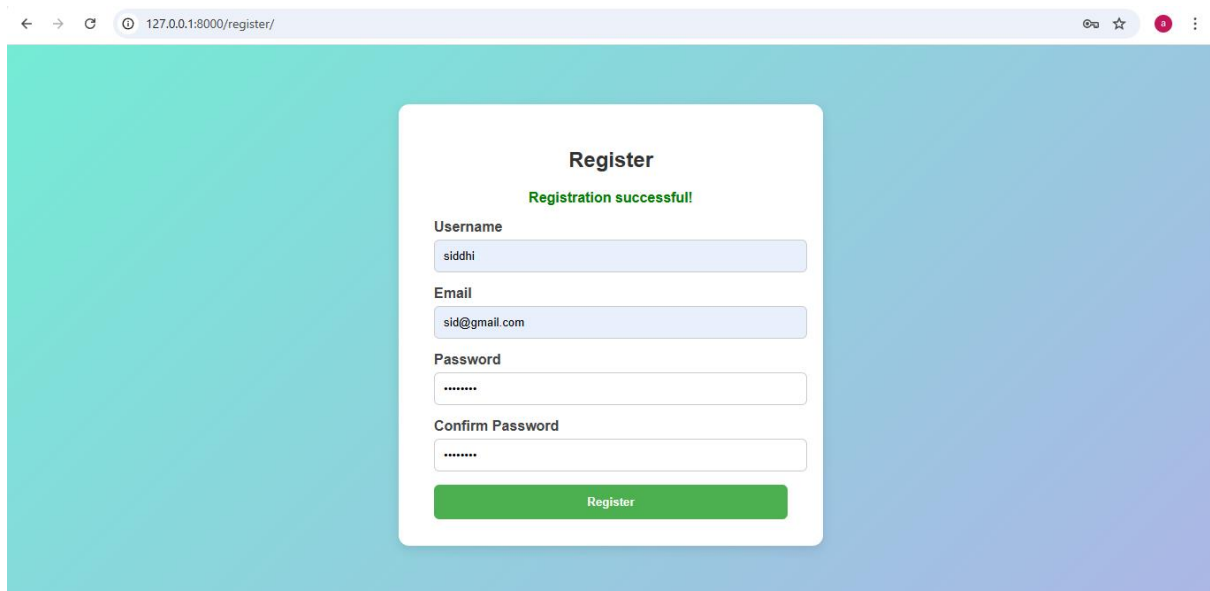 127.0.0.1:8000/register/
a
Register
Registration successful!
Username
siddhi
Email
sid@gmail.com
Password
••••••••
Confirm Password
••••••••
Register